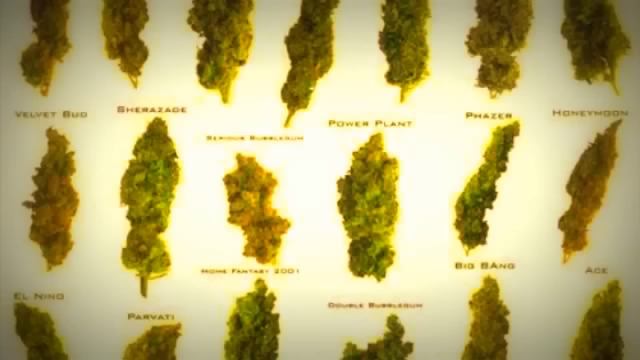 Velvet Bud
Sherazade
Serious Bubblegum
Power Plant
Phazer
Honeymoon
El Nino
Parvati
Home Fantasy 2001
Double Bubblegum
Big BAng
Ace